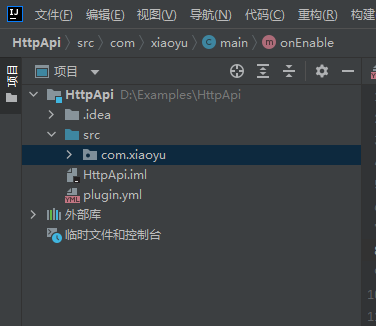 IJ 文件(F) 编辑(E) 视图(V) 导航(N) 代码(C) 重构(R) 构建
HttpApi src com xiaoyu C main m onEnable
项目 项目
HttpApi D:\Examples\HttpApi
.idea
src
com.xiaoyu
HttpApi.iml
plugin.yml
外部库
临时文件和控制台